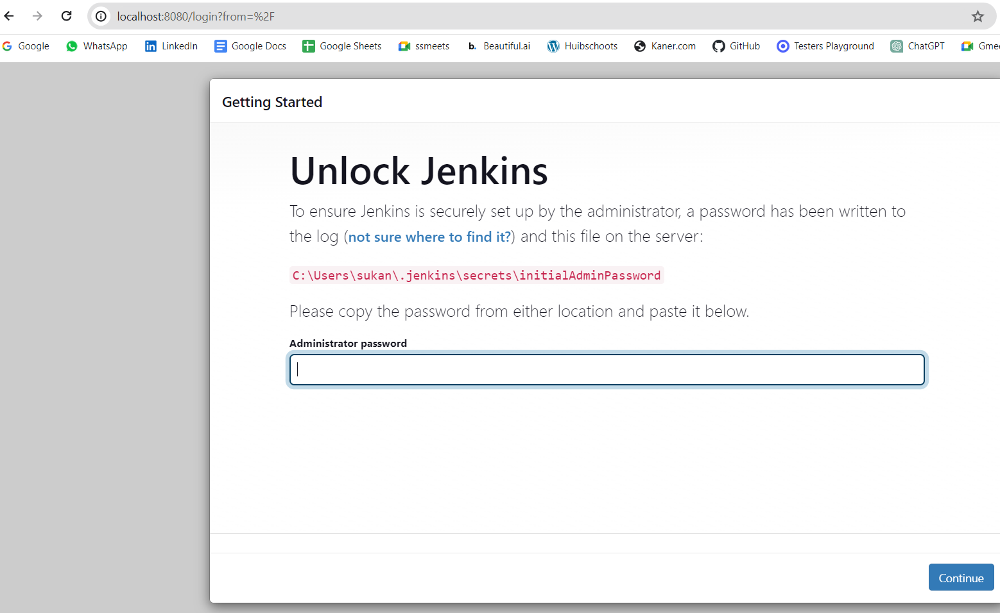 localhost:8080/login?from=%2F
Google WhatsApp LinkedIn Google Docs Google Sheets ssmeets b. Beautiful.ai Huibschoots Kaner.com GitHub Testers Playground ChatGPT Gmee
Getting Started
Unlock Jenkins
To ensure Jenkins is securely set up by the administrator, a password has been written to
the log (not sure where to find it?) and this file on the server:
C:\Users\sukan\.jenkins\secrets\initialAdminPassword
Please copy the password from either location and paste it below.
Administrator password
Continue